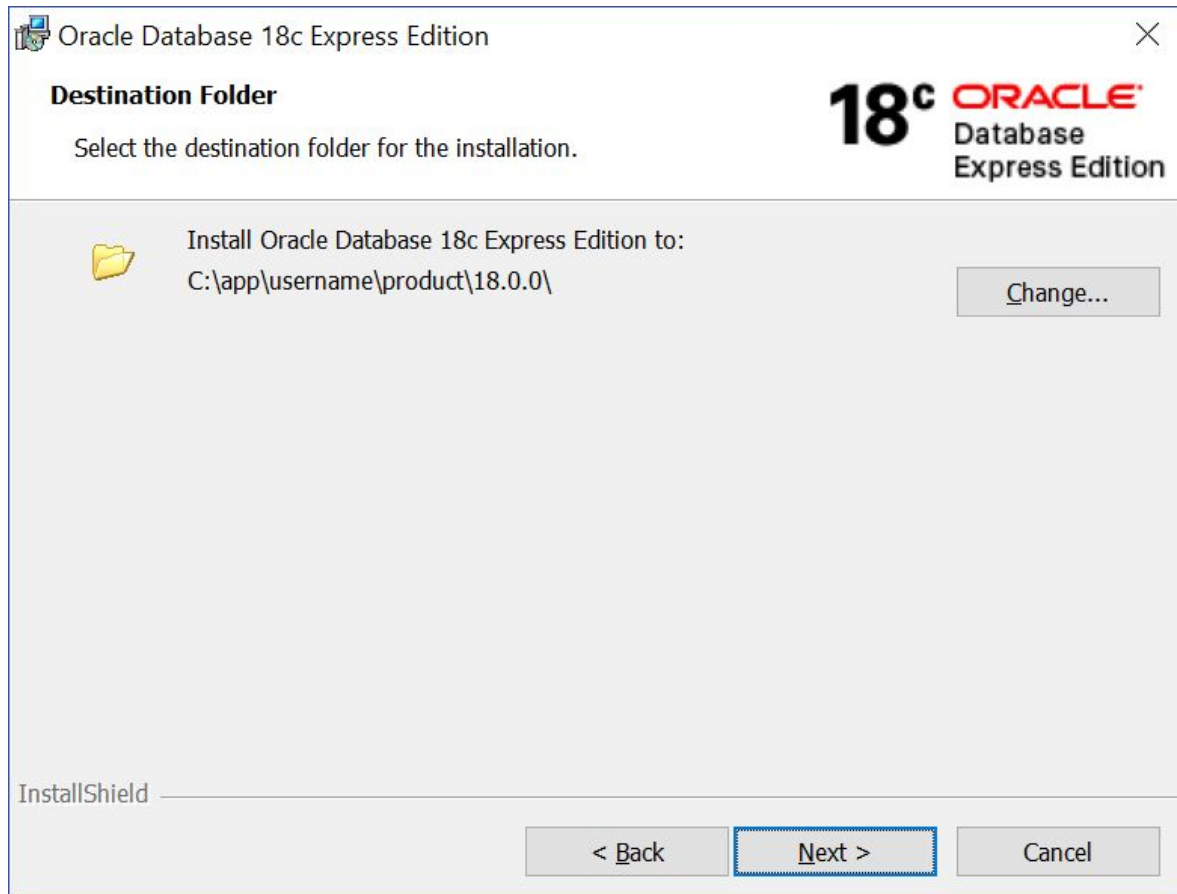 Oracle Database 18c Express Edition
Destination Folder
Select the destination folder for the installation.
18c ORACLE
Database
Express Edition
Install Oracle Database 18c Express Edition to:
C:\app\username\product\18.0.0\
Change...
InstallShield
< Back
Next >
Cancel